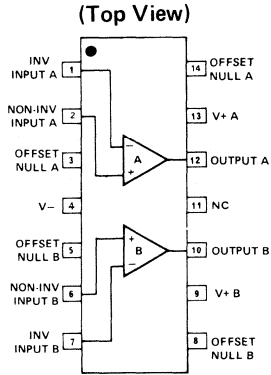 (Top View)
INV
INPUT A
1
14
OFFSET
NULL A
NON-INV
INPUT A
2
13
V+ A
OFFSET
NULL A
3
−
A
+
12
OUTPUT A
V−
4
11
NC
OFFSET
NULL B
5
+
B
−
10
OUTPUT B
NON-INV
INPUT B
6
9
V+ B
INV
INPUT B
7
8
OFFSET
NULL B